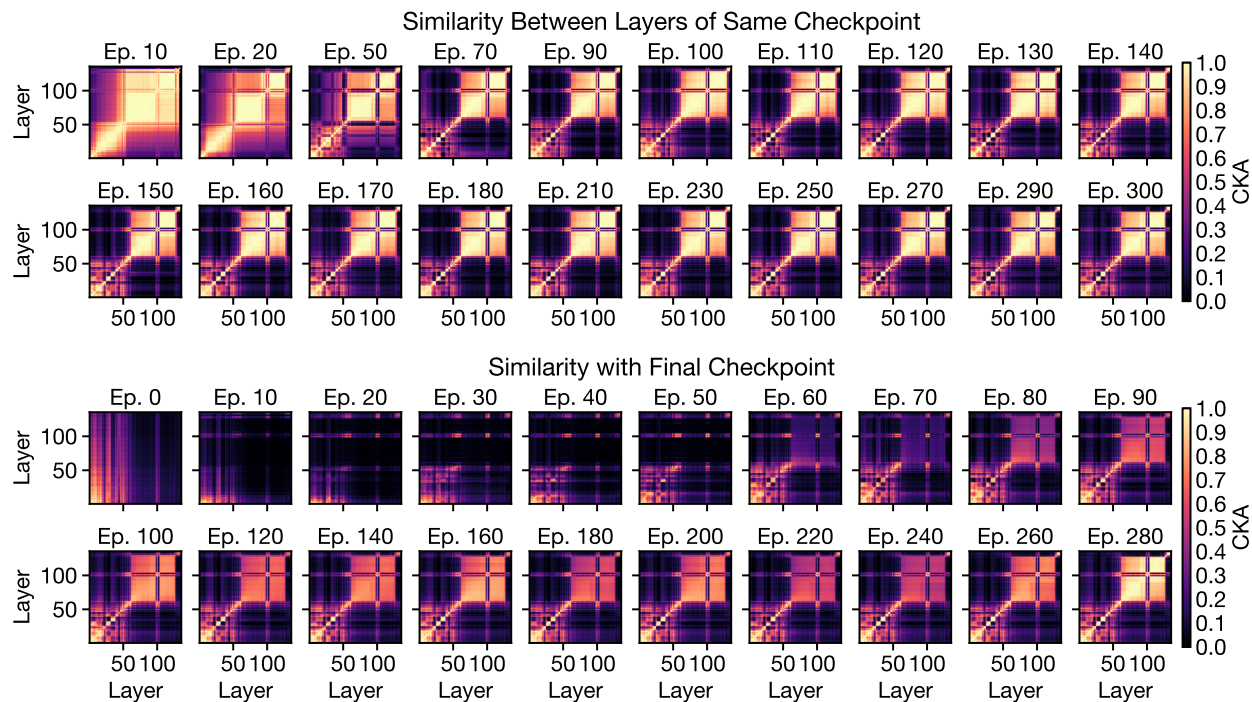 Similarity Between Layers of Same Checkpoint
Ep. 10 Ep. 20 Ep. 50 Ep. 70 Ep. 90 Ep. 100 Ep. 110 Ep. 120 Ep. 130 Ep. 140
Layer
100
50
Ep. 150 Ep. 160 Ep. 170 Ep. 180 Ep. 210 Ep. 230 Ep. 250 Ep. 270 Ep. 290 Ep. 300
Layer
100
50
50 100 50 100 50 100 50 100 50 100 50 100 50 100 50 100 50 100 50 100
1.0
0.9
0.8
0.7
0.6
0.5
0.4
0.3
0.2
0.1
0.0
CKA
Similarity with Final Checkpoint
Ep. 0 Ep. 10 Ep. 20 Ep. 30 Ep. 40 Ep. 50 Ep. 60 Ep. 70 Ep. 80 Ep. 90
Layer
100
50
Ep. 100 Ep. 120 Ep. 140 Ep. 160 Ep. 180 Ep. 200 Ep. 220 Ep. 240 Ep. 260 Ep. 280
Layer
100
50
50 100 50 100 50 100 50 100 50 100 50 100 50 100 50 100 50 100 50 100
Layer Layer Layer Layer Layer Layer Layer Layer Layer Layer
1.0
0.9
0.8
0.7
0.6
0.5
0.4
0.3
0.2
0.1
0.0
CKA